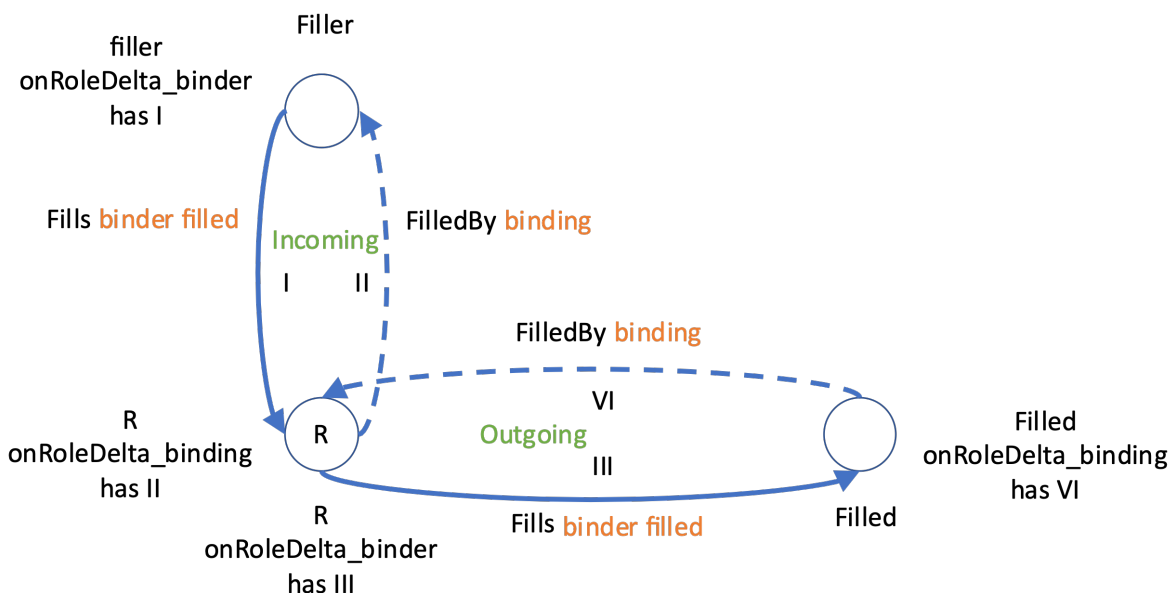 Filler
filler
onRoleDelta_binder
has I
Fills binder filled
FilledBy binding
Incoming
I
II
FilledBy binding
VI
R
onRoleDelta_binding
has II
R
Outgoing
III
Filled
onRoleDelta_binding
has VI
Fills binder filled
Filled
R
onRoleDelta_binder
has III